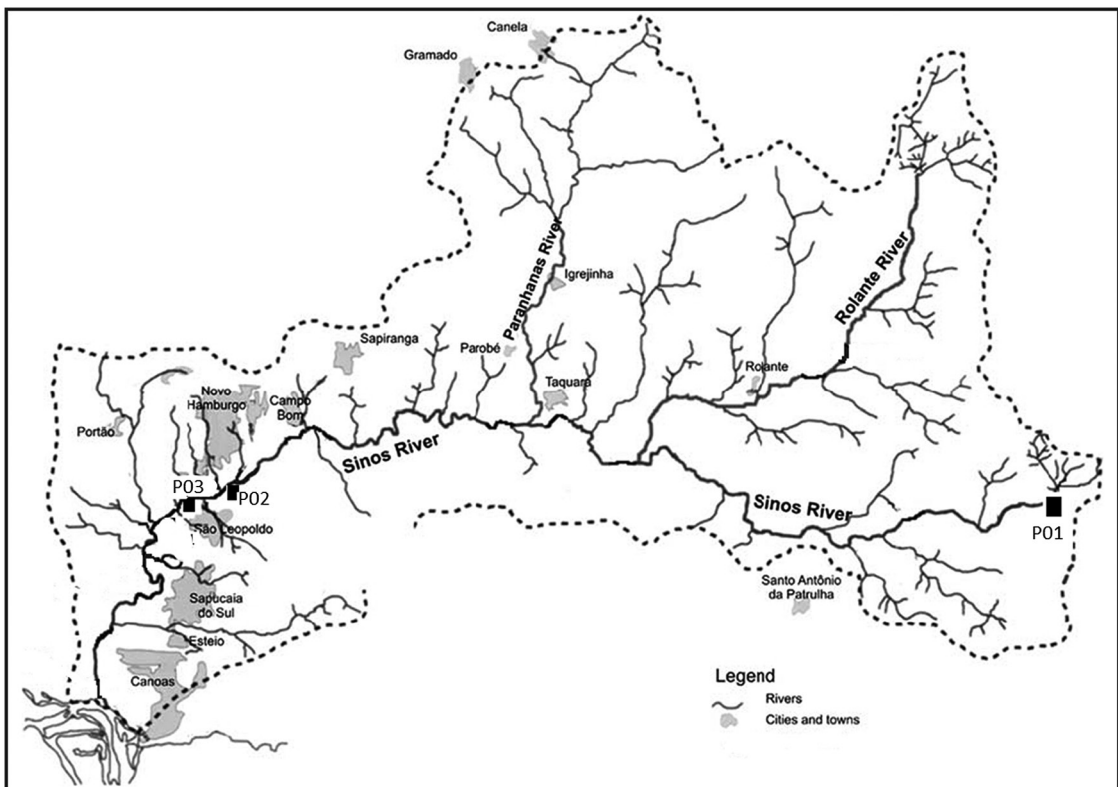 Canela
Gramado
Paranhanas River
Igrejinha
Rolante River
Sapiranga
Parobé
Rolante
Taquara
Novo
Hamburgo
Campo
Bom
Portão
Sinos River
P03
P02
São Leopoldo
Sinos River
P01
Sapucaia
do Sul
Santo Antônio
da Patrulha
Esteio
Canoas
Legend
Rivers
Cities and towns